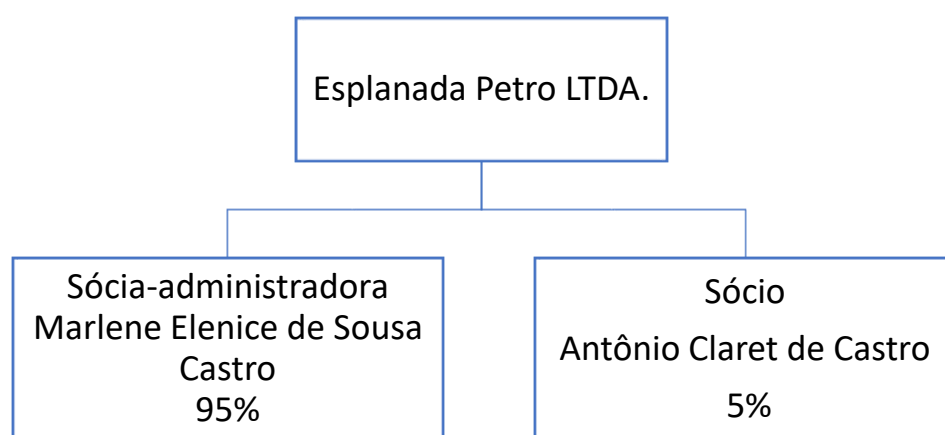 Esplanada Petro LTDA.
Sócia-administradora
Marlene Elenice de Sousa
Castro
95%
Sócio
Antônio Claret de Castro
5%